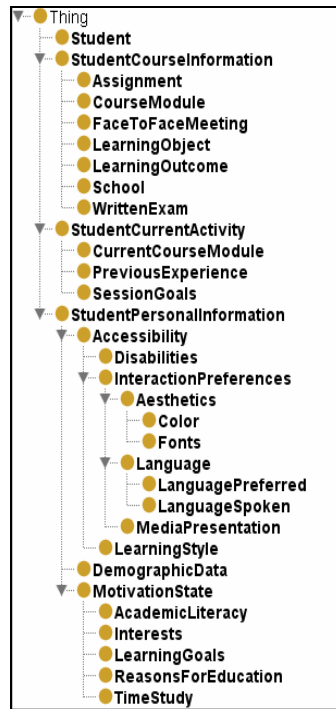 Thing
Student
StudentCourseInformation
Assignment
CourseModule
FaceToFaceMeeting
LearningObject
LearningOutcome
School
WrittenExam
StudentCurrentActivity
CurrentCourseModule
PreviousExperience
SessionGoals
StudentPersonalInformation
Accessibility
Disabilities
InteractionPreferences
Aesthetics
Color
Fonts
Language
LanguagePreferred
LanguageSpoken
MediaPresentation
LearningStyle
DemographicData
MotivationState
AcademicLiteracy
Interests
LearningGoals
ReasonsForEducation
TimeStudy